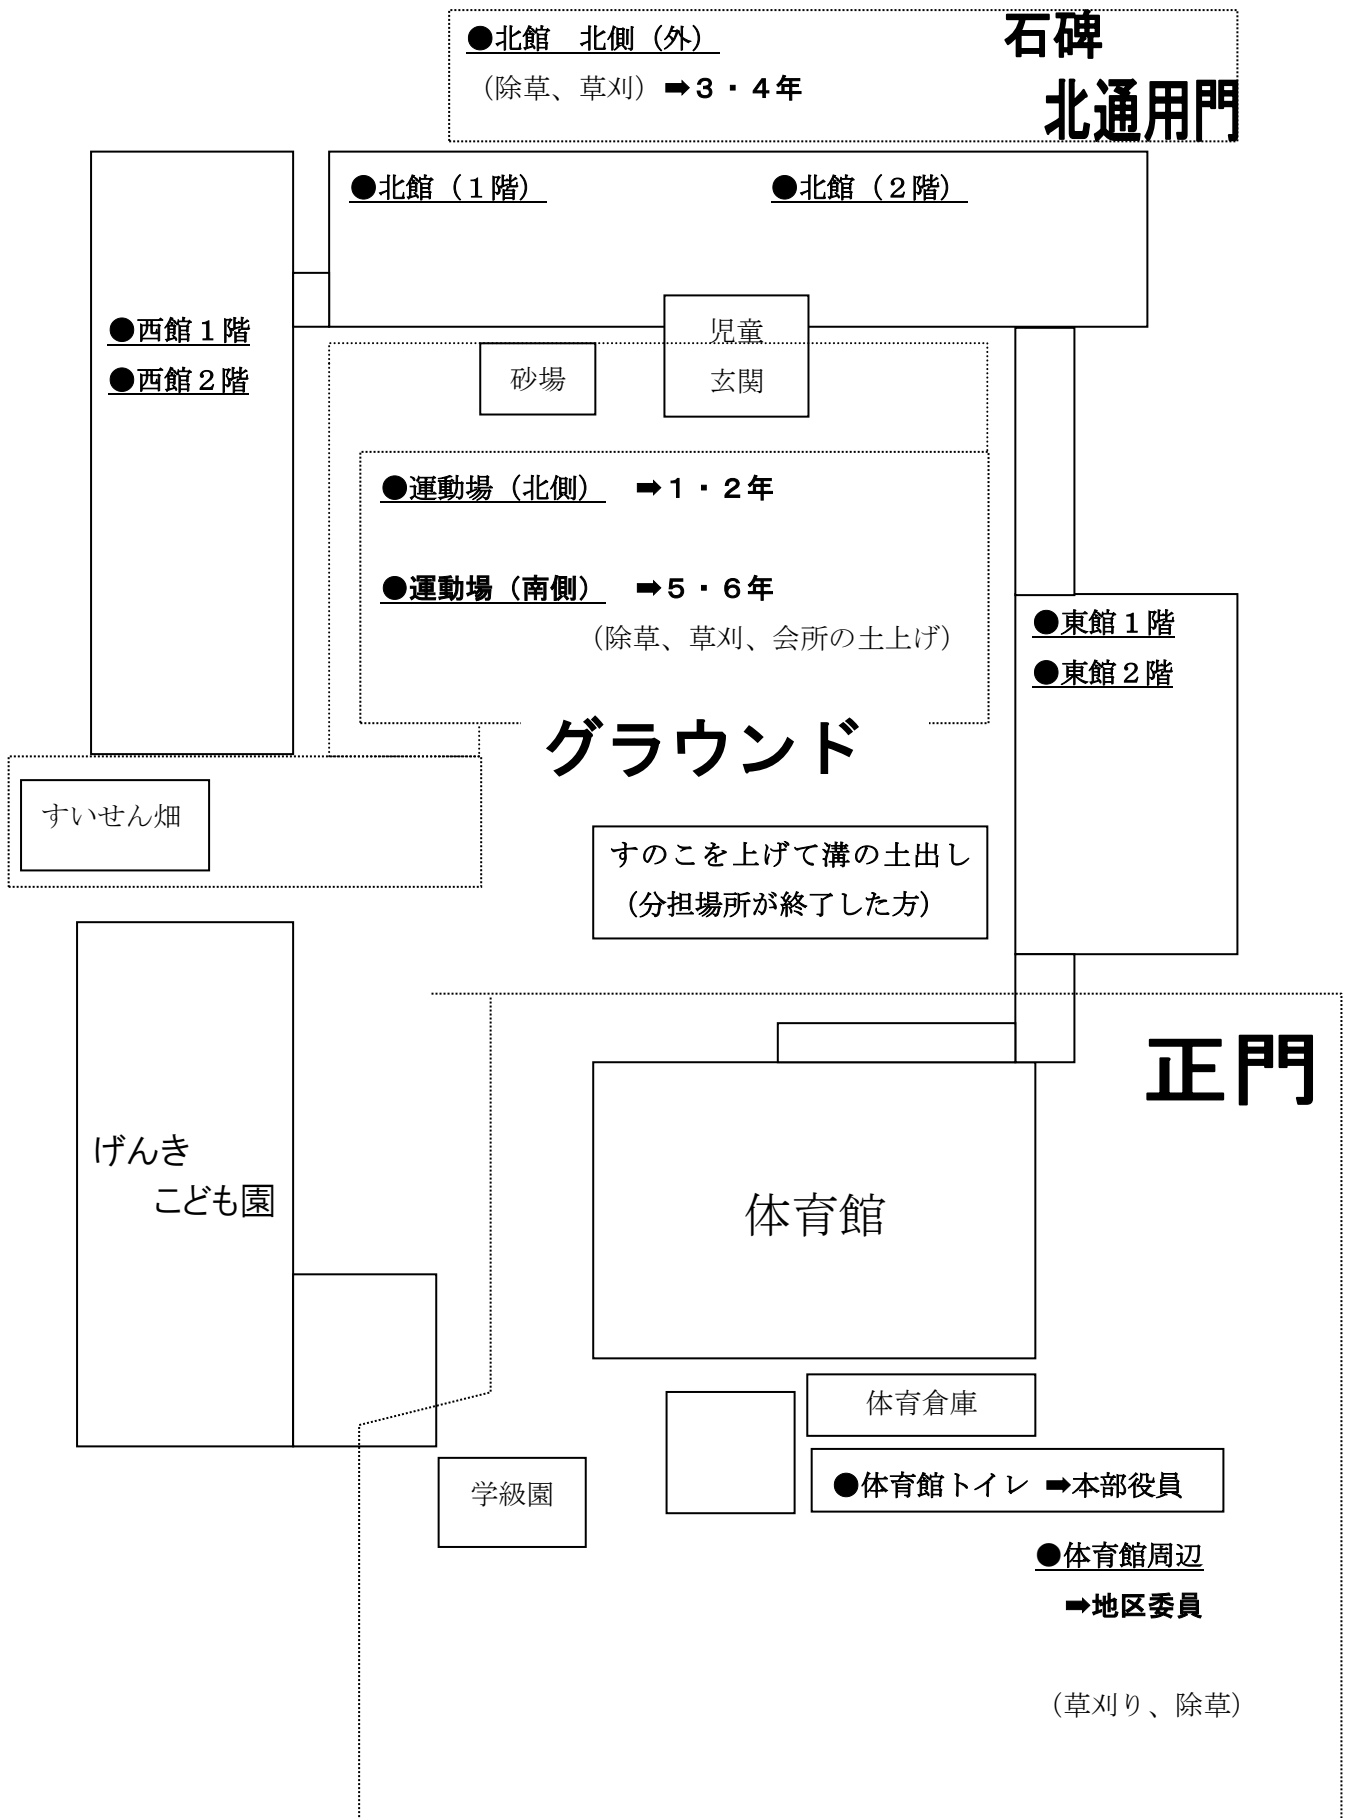 ●北館　北側（外）
石碑
（除草、草刈）➡３・４年
北通用門
●北館（１階）
●北館（２階）
●西館１階
●西館２階
児童
玄関
砂場
●運動場（北側）　➡１・２年
●運動場（南側）　➡５・６年
（除草、草刈、会所の土上げ）
●東館１階
●東館２階
グラウンド
すいせん畑
すのこを上げて溝の土出し
（分担場所が終了した方）
正門
げんき
こども園
体育館
体育倉庫
●体育館トイレ ➡本部役員
学級園
●体育館周辺
➡地区委員
（草刈り、除草）